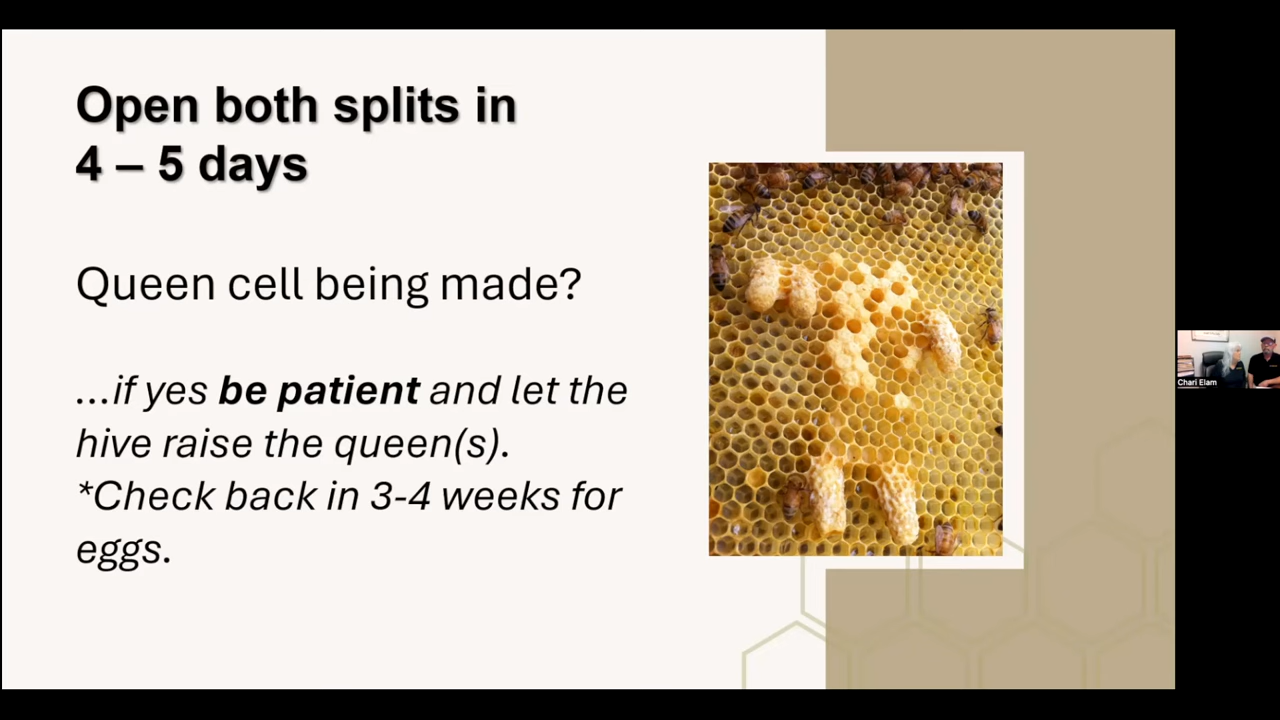 Open both splits in
4 – 5 days
Queen cell being made?
...if yes be patient and let the
hive raise the queen(s).
*Check back in 3-4 weeks for
eggs.
Chari Elam